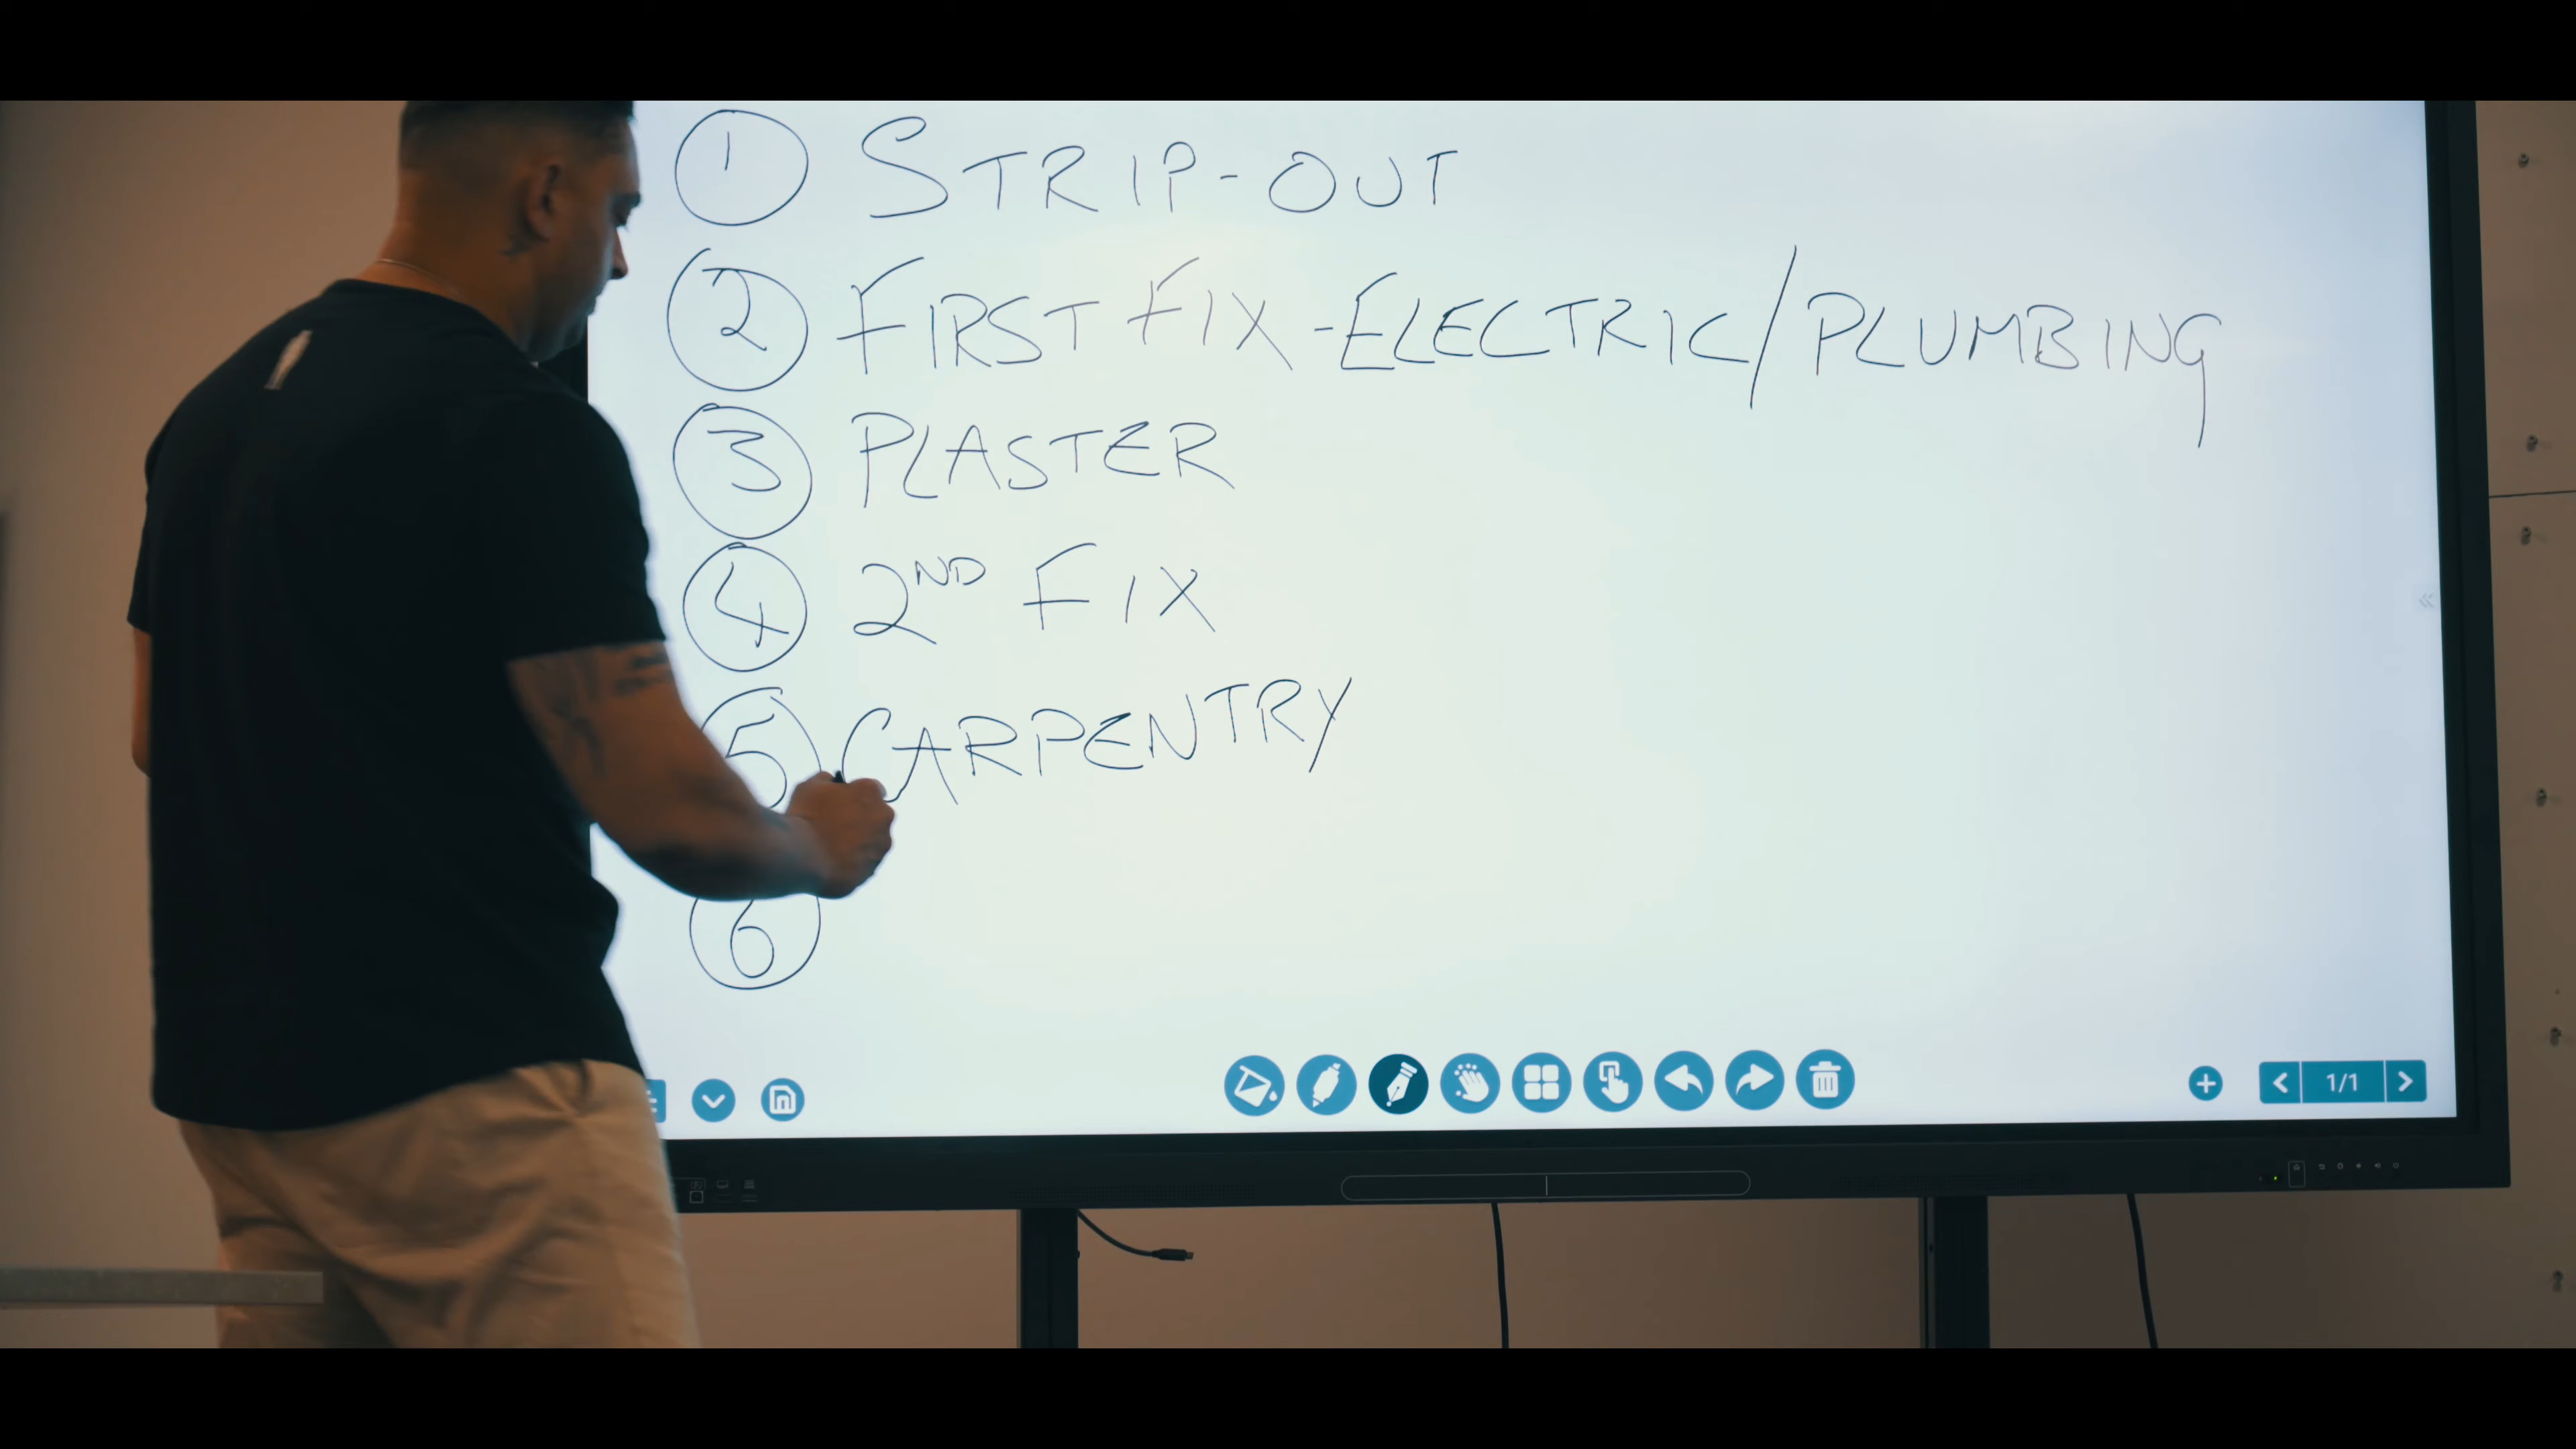 1 STRIP-OUT
2 FIRST FIX - ELECTRIC/PLUMBING
3 PLASTER
4 2ND FIX
5 CARPENTRY
6
1/1